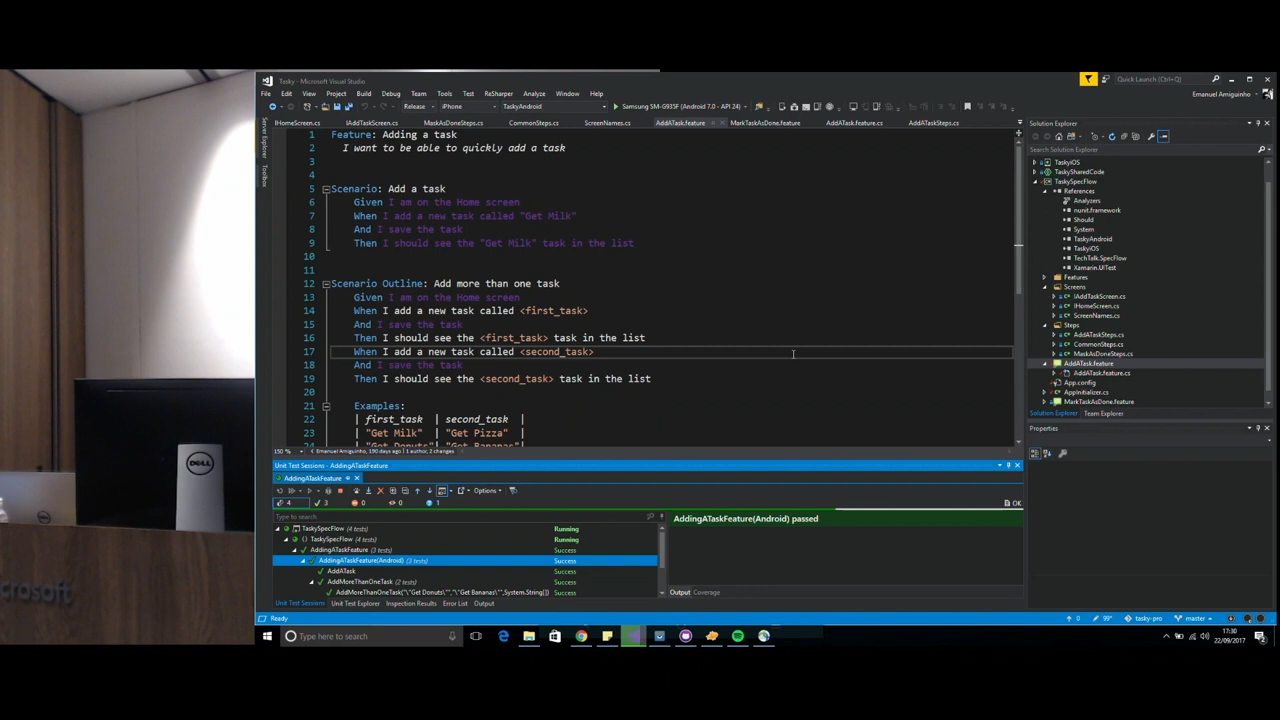 Tasky - Microsoft Visual Studio
Quick Launch (Ctrl+Q)
File Edit View Project Build Debug Team Tools Test ReSharper Analyze Window Help
Emanuel Amiguinho
Release iPhone TaskyAndroid Samsung SM-G935F (Android 7.0 - API 24)
IHomeScreen.cs IAddTaskScreen.cs MaskAsDoneSteps.cs CommonSteps.cs ScreenNames.cs AddATask.feature MarkTaskAsDone.feature AddATask.feature.cs AddATaskSteps.cs
Server Explorer
Toolbox
1 Feature: Adding a task
2 I want to be able to quickly add a task
3
4
5 Scenario: Add a task
6 Given I am on the Home screen
7 When I add a new task called "Get Milk"
8 And I save the task
9 Then I should see the "Get Milk" task in the list
10
11
12 Scenario Outline: Add more than one task
13 Given I am on the Home screen
14 When I add a new task called <first_task>
15 And I save the task
16 Then I should see the <first_task> task in the list
17 When I add a new task called <second_task>
18 And I save the task
19 Then I should see the <second_task> task in the list
20
21 Examples:
22 | first_task | second_task |
23 | "Get Milk" | "Get Pizza" |
24 | "Get Donuts"| "Get Bananas"|
150 % Emanuel Amiguinho, 190 days ago | 1 author, 2 changes
Solution Explorer
Search Solution Explorer (Ctrl+;)
TaskyiOS
TaskySharedCode
TaskySpecFlow
References
Analyzers
nunit.framework
Should
System
TaskyAndroid
TaskyiOS
TechTalk.SpecFlow
Xamarin.UITest
Features
Screens
IAddTaskScreen.cs
IHomeScreen.cs
ScreenNames.cs
Steps
AddATaskSteps.cs
CommonSteps.cs
MaskAsDoneSteps.cs
AddATask.feature
AddATask.feature.cs
App.config
AppInitializer.cs
MarkTaskAsDone.feature
Solution Explorer Team Explorer
Properties
Unit Test Sessions - AddingATaskFeature
AddingATaskFeature
Options
4 3 0 0 1
OK
Type to search
TaskySpecFlow (4 tests) Running
TaskySpecFlow (4 tests) Running
AddingATaskFeature (3 tests) Success
AddingATaskFeature(Android) (3 tests) Success
AddATask Success
AddMoreThanOneTask (2 tests) Success
AddMoreThanOneTask("\"Get Donuts\"","\"Get Bananas\"",System.String[]) Success
AddingATaskFeature(Android) passed
Output Coverage
Unit Test Sessions Unit Test Explorer Inspection Results Error List Output
Ready
0 99* tasky-pro master
Type here to search
17:30
22/09/2017
2
DELL
crosoft